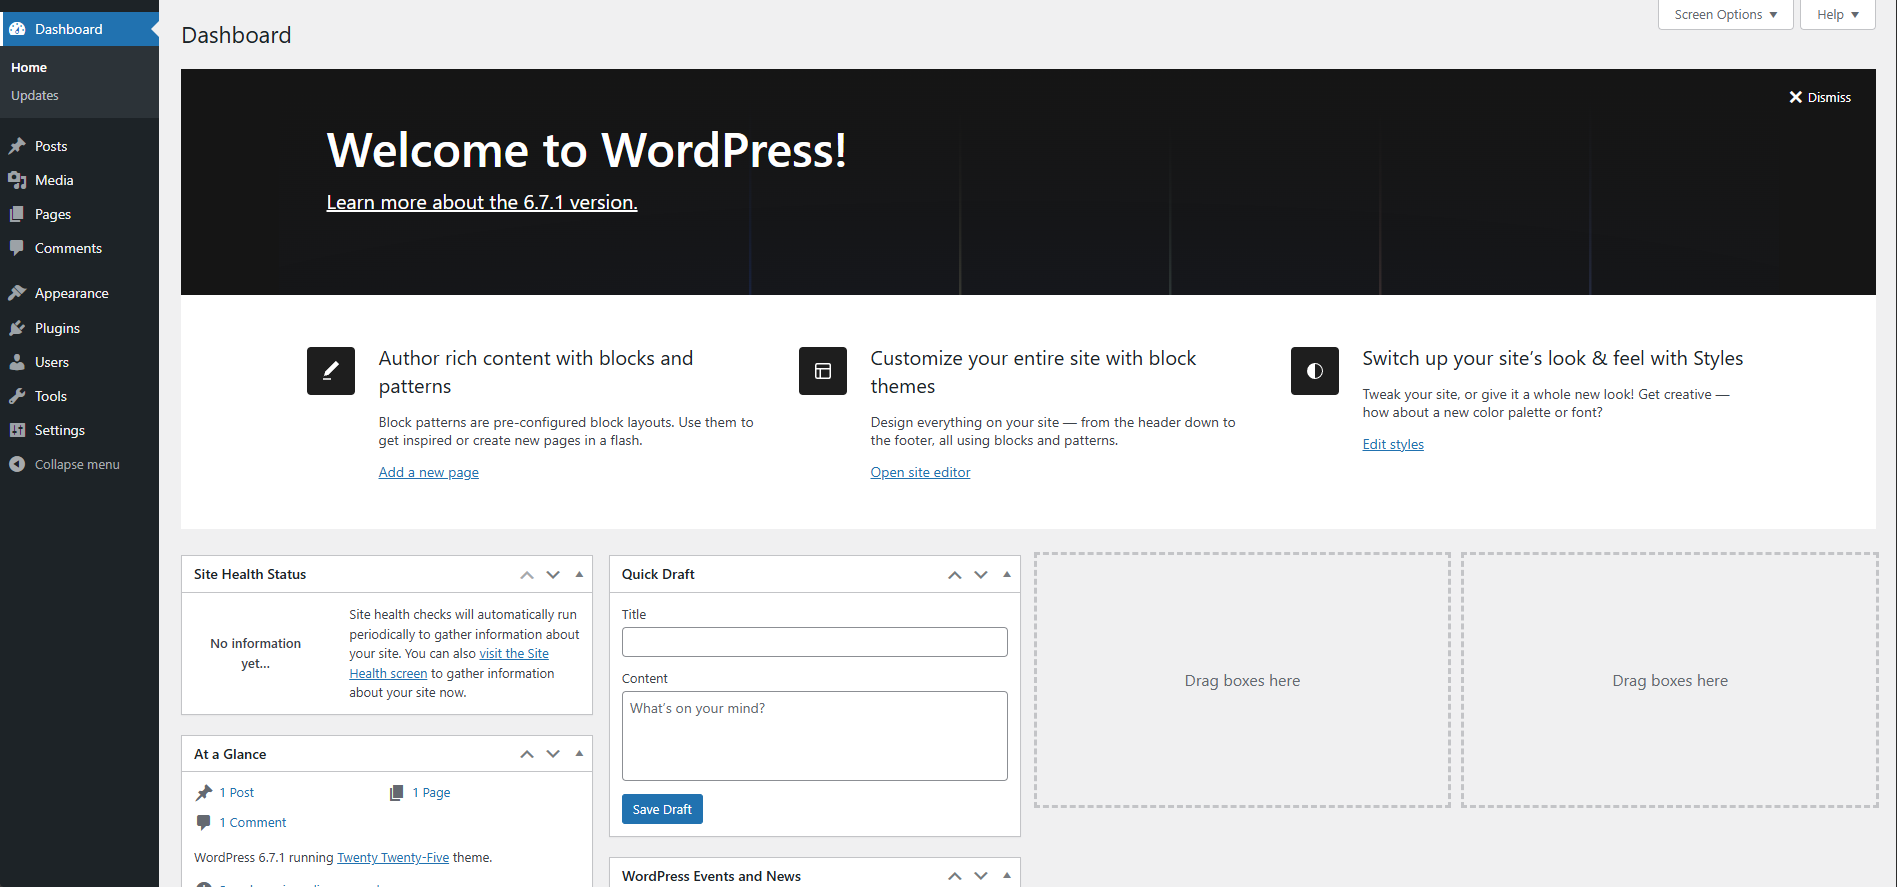 Dashboard
Home
Updates
Posts
Media
Pages
Comments
Appearance
Plugins
Users
Tools
Settings
Collapse menu
Dashboard
Screen Options
Help
Dismiss
Welcome to WordPress!
Learn more about the 6.7.1 version.
Author rich content with blocks and
patterns
Block patterns are pre-configured block layouts. Use them to
get inspired or create new pages in a flash.
Add a new page
Customize your entire site with block
themes
Design everything on your site — from the header down to
the footer, all using blocks and patterns.
Open site editor
Switch up your site’s look & feel with Styles
Tweak your site, or give it a whole new look! Get creative —
how about a new color palette or font?
Edit styles
Site Health Status
No information
yet…
Site health checks will automatically run
periodically to gather information about
your site. You can also visit the Site
Health screen to gather information
about your site now.
At a Glance
1 Post
1 Page
1 Comment
WordPress 6.7.1 running Twenty Twenty-Five theme.
Quick Draft
Title
Content
What’s on your mind?
Save Draft
WordPress Events and News
Drag boxes here
Drag boxes here